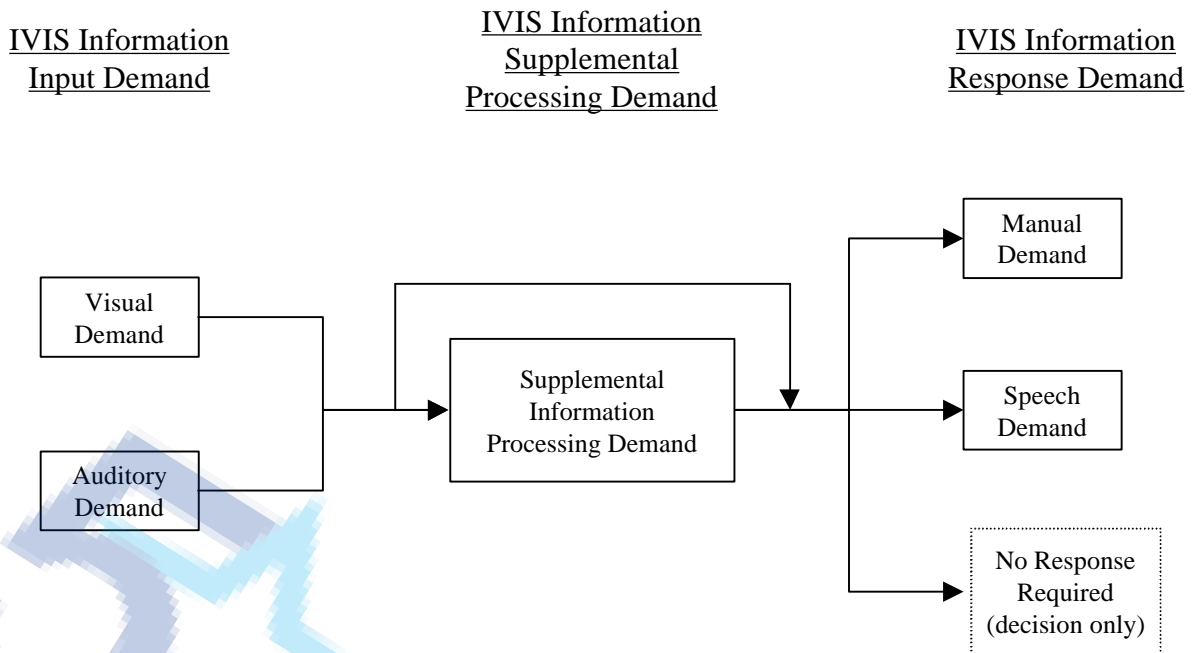 IVIS Information
Input Demand
IVIS Information
Supplemental
Processing Demand
IVIS Information
Response Demand
Visual
Demand
Auditory
Demand
Supplemental
Information
Processing Demand
Manual
Demand
Speech
Demand
No Response
Required
(decision only)